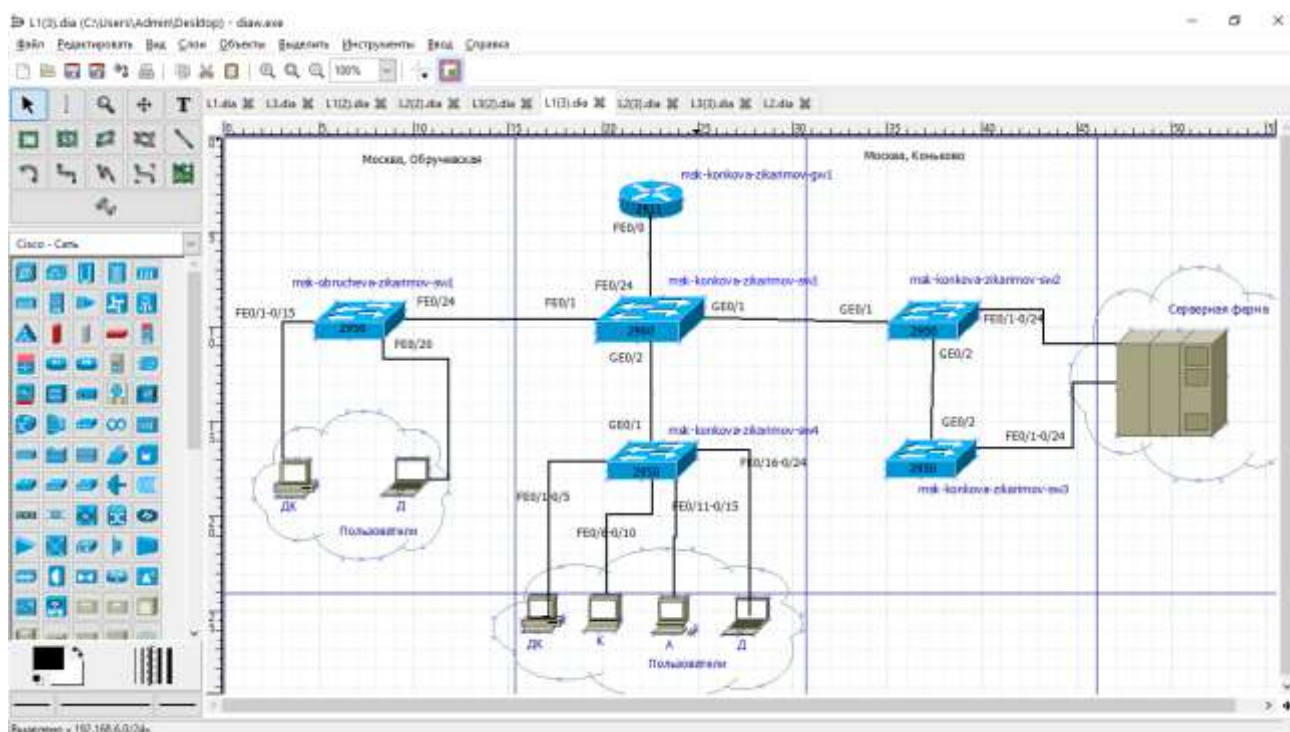 L1(3).dia (C:\Users\Admin\Desktop) - diaw.exe
Файл Редактировать Вид Слои Объекты Выделить Инструменты Ввод Справка
100%
L1.dia L3.dia L1(2).dia L2(2).dia L3(2).dia L1(3).dia L2(3).dia L3(3).dia L2.dia
Cisco - Сеть
Москва, Обручевская
Москва, Коньково
msk-konkova-zikarimov-gw1
FE0/0
msk-obrucheva-zikarimov-sw1
FE0/24
msk-konkova-zikarimov-sw2
FE0/1-0/15
2950
FE0/24
FE0/1
2960
GE0/1
GE0/1
2950
FE0/1-0/24
Серверная ферма
FE0/20
GE0/2
GE0/2
GE0/1
msk-konkova-zikarimov-sw4
GE0/2
FE0/1-0/24
2950
FE0/16-0/24
2950
msk-konkova-zikarimov-sw3
FE0/1-0/5
FE0/11-0/15
FE0/6-0/10
ДК
Д
Пользователи
ДК
К
А
Д
Пользователи
Выделено « 192.168.6.0/24»